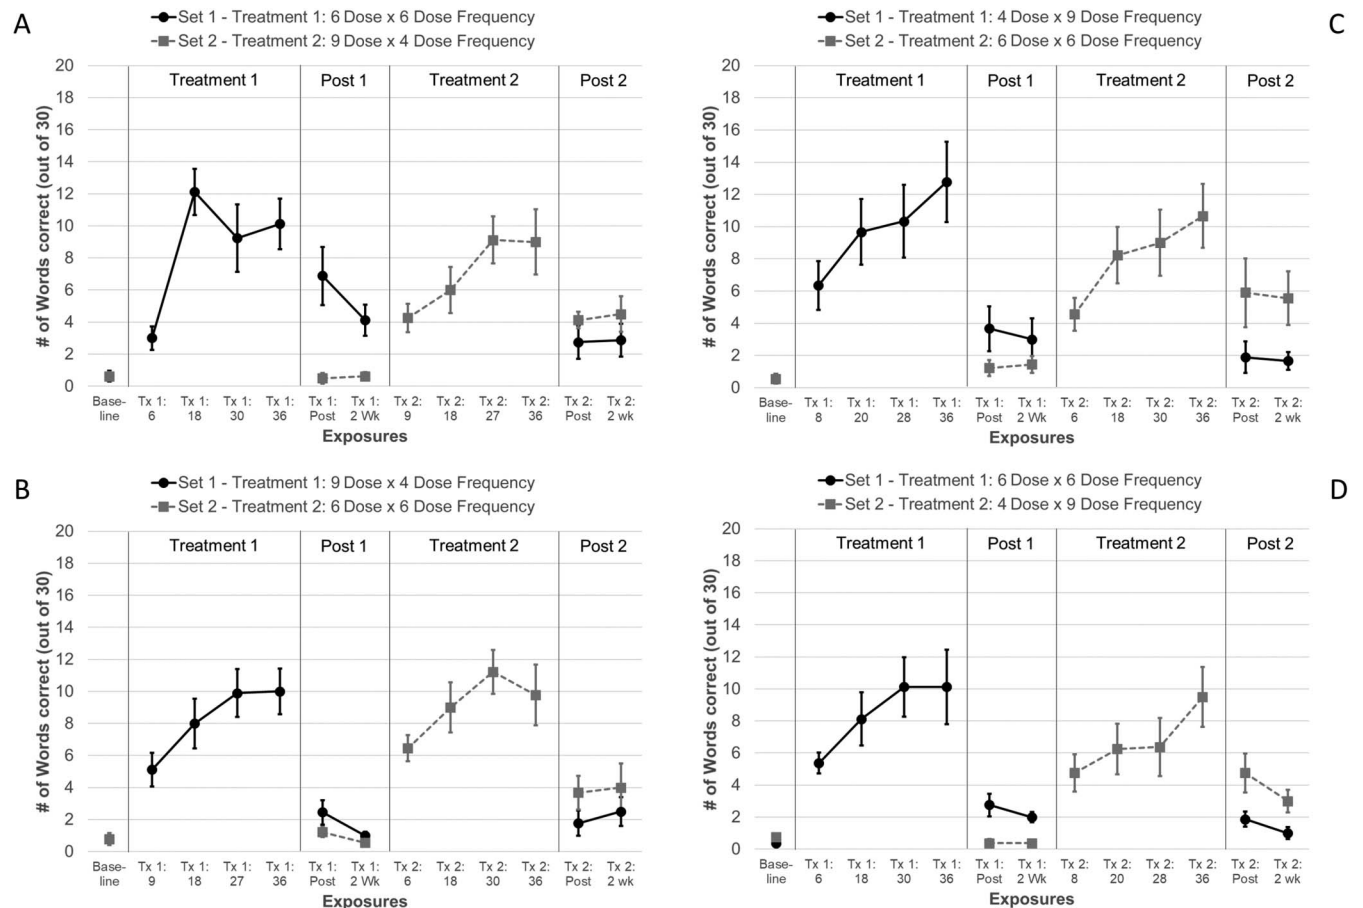 A
Set 1 - Treatment 1: 6 Dose x 6 Dose Frequency
Set 2 - Treatment 2: 9 Dose x 4 Dose Frequency
# of Words correct (out of 30)
20
18
16
14
12
10
8
6
4
2
0
Treatment 1
Post 1
Treatment 2
Post 2
Base- Tx 1: Tx 1: Tx 1: Tx 1: Tx 1: Tx 1: Tx 2: Tx 2: Tx 2: Tx 2: Tx 2: Tx 2:
line 6 18 30 36 Post 2 Wk 9 18 27 36 Post 2 wk
Exposures
C
Set 1 - Treatment 1: 4 Dose x 9 Dose Frequency
Set 2 - Treatment 2: 6 Dose x 6 Dose Frequency
# of Words correct (out of 30)
20
18
16
14
12
10
8
6
4
2
0
Treatment 1
Post 1
Treatment 2
Post 2
Base- Tx 1: Tx 1: Tx 1: Tx 1: Tx 1: Tx 1: Tx 2: Tx 2: Tx 2: Tx 2: Tx 2: Tx 2:
line 8 20 28 36 Post 2 Wk 6 18 30 36 Post 2 wk
Exposures
B
Set 1 - Treatment 1: 9 Dose x 4 Dose Frequency
Set 2 - Treatment 2: 6 Dose x 6 Dose Frequency
# of Words correct (out of 30)
20
18
16
14
12
10
8
6
4
2
0
Treatment 1
Post 1
Treatment 2
Post 2
Base- Tx 1: Tx 1: Tx 1: Tx 1: Tx 1: Tx 1: Tx 2: Tx 2: Tx 2: Tx 2: Tx 2: Tx 2:
line 9 18 27 36 Post 2 Wk 6 18 30 36 Post 2 wk
Exposures
D
Set 1 - Treatment 1: 6 Dose x 6 Dose Frequency
Set 2 - Treatment 2: 4 Dose x 9 Dose Frequency
# of Words correct (out of 30)
20
18
16
14
12
10
8
6
4
2
0
Treatment 1
Post 1
Treatment 2
Post 2
Base- Tx 1: Tx 1: Tx 1: Tx 1: Tx 1: Tx 1: Tx 2: Tx 2: Tx 2: Tx 2: Tx 2: Tx 2:
line 6 18 30 36 Post 2 Wk 8 20 28 36 Post 2 wk
Exposures